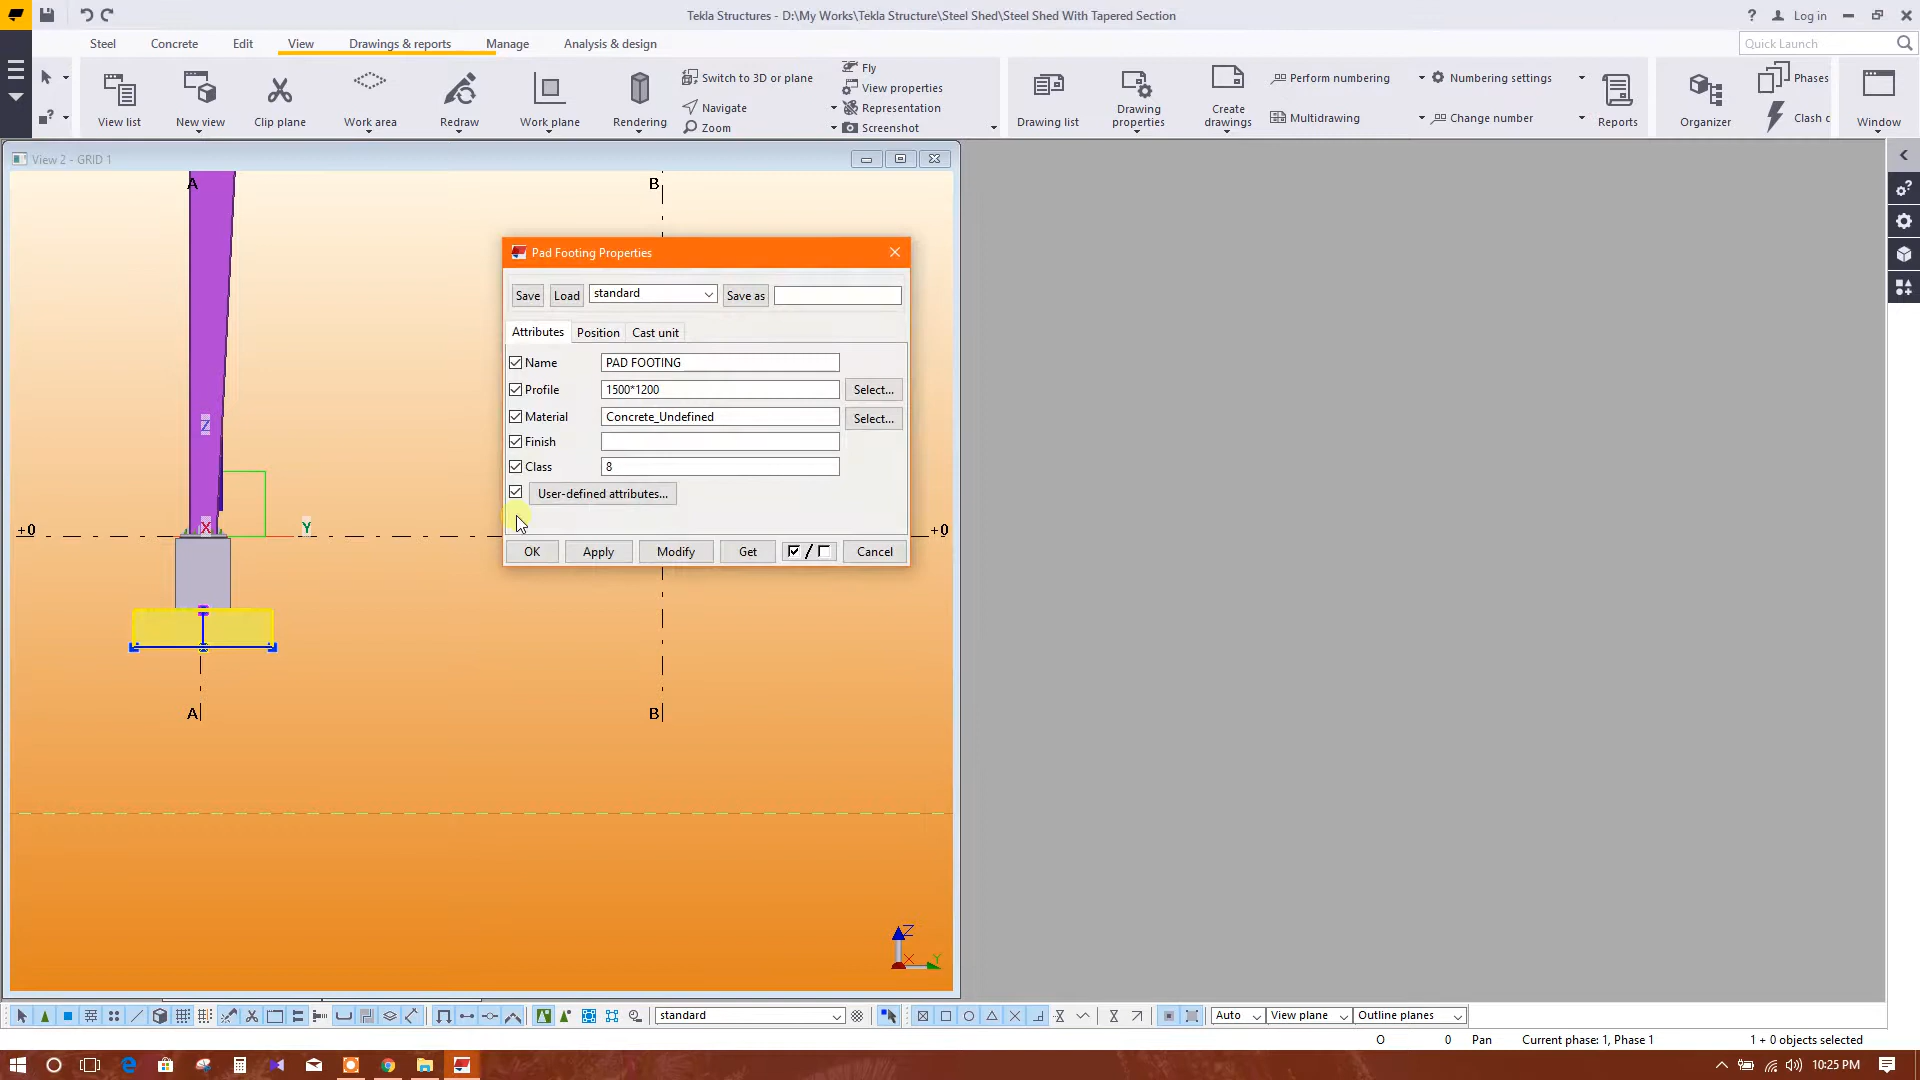 Tekla Structures - D:\My Works\Tekla Structure\Steel Shed\Steel Shed With Tapered Section
? Log in
Steel Concrete Edit View Drawings & reports Manage Analysis & design
Quick Launch
View list
New view
Clip plane
Work area
Redraw
Work plane
Rendering
Switch to 3D or plane
Navigate
Zoom
Fly
View properties
Representation
Screenshot
Drawing list
Drawing properties
Create drawings
Perform numbering
Multidrawing
Numbering settings
Change number
Reports
Organizer
Phases
Clash c
Window
View 2 - GRID 1
A B
Pad Footing Properties
Save Load standard Save as
Attributes Position Cast unit
Name PAD FOOTING
Profile 1500*1200 Select...
Material Concrete_Undefined Select...
Finish
Class 8
User-defined attributes...
OK Apply Modify Get / Cancel
Z
X Y
+0 +0
A B
Z
X Y
standard
Auto View plane Outline planes
O 0 Pan Current phase: 1, Phase 1 1 + 0 objects selected
10:25 PM